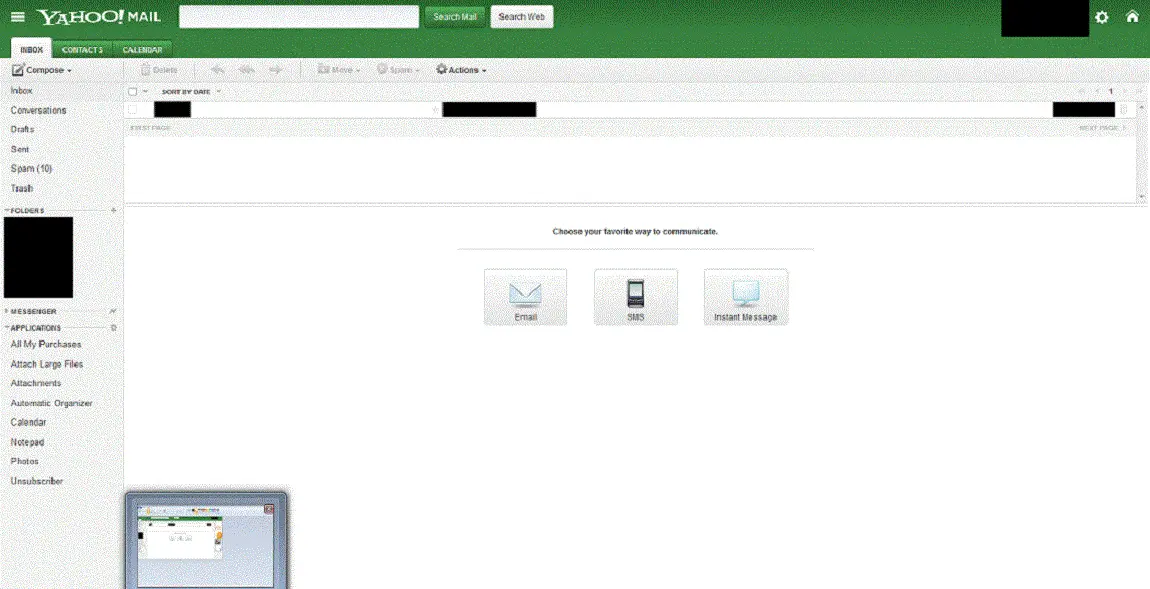 YAHOO! MAIL Search Mail Search Web
INBOX CONTACTS CALENDAR
Compose Delete Move Spam Actions
Inbox
SORT BY DATE 1
Conversations
FIRST PAGE NEXT PAGE
Drafts
Sent
Spam (10)
Trash
FOLDERS
Choose your favorite way to communicate.
Email SMS Instant Message
MESSENGER
APPLICATIONS
All My Purchases
Attach Large Files
Attachments
Automatic Organizer
Calendar
Notepad
Photos
Unsubscriber